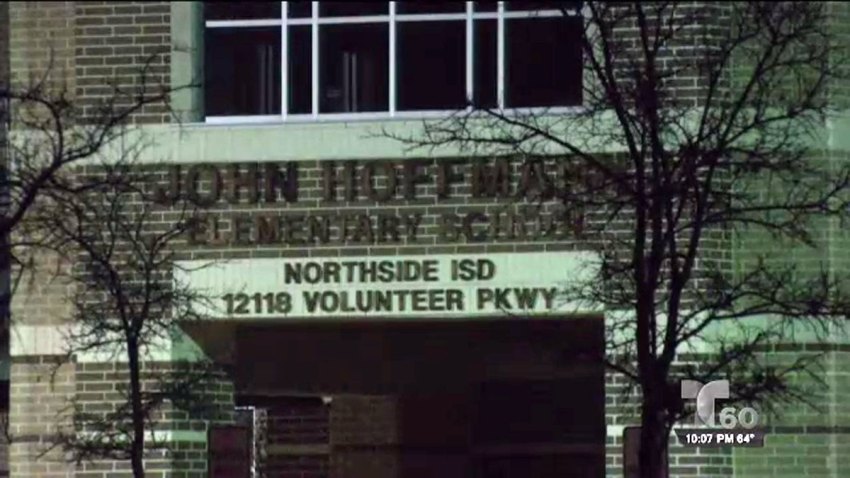 JOHN HOFFMAN
ELEMENTARY SCHOOL
NORTHSIDE ISD
12118 VOLUNTEER PKWY
T 60
10:07 PM 64°